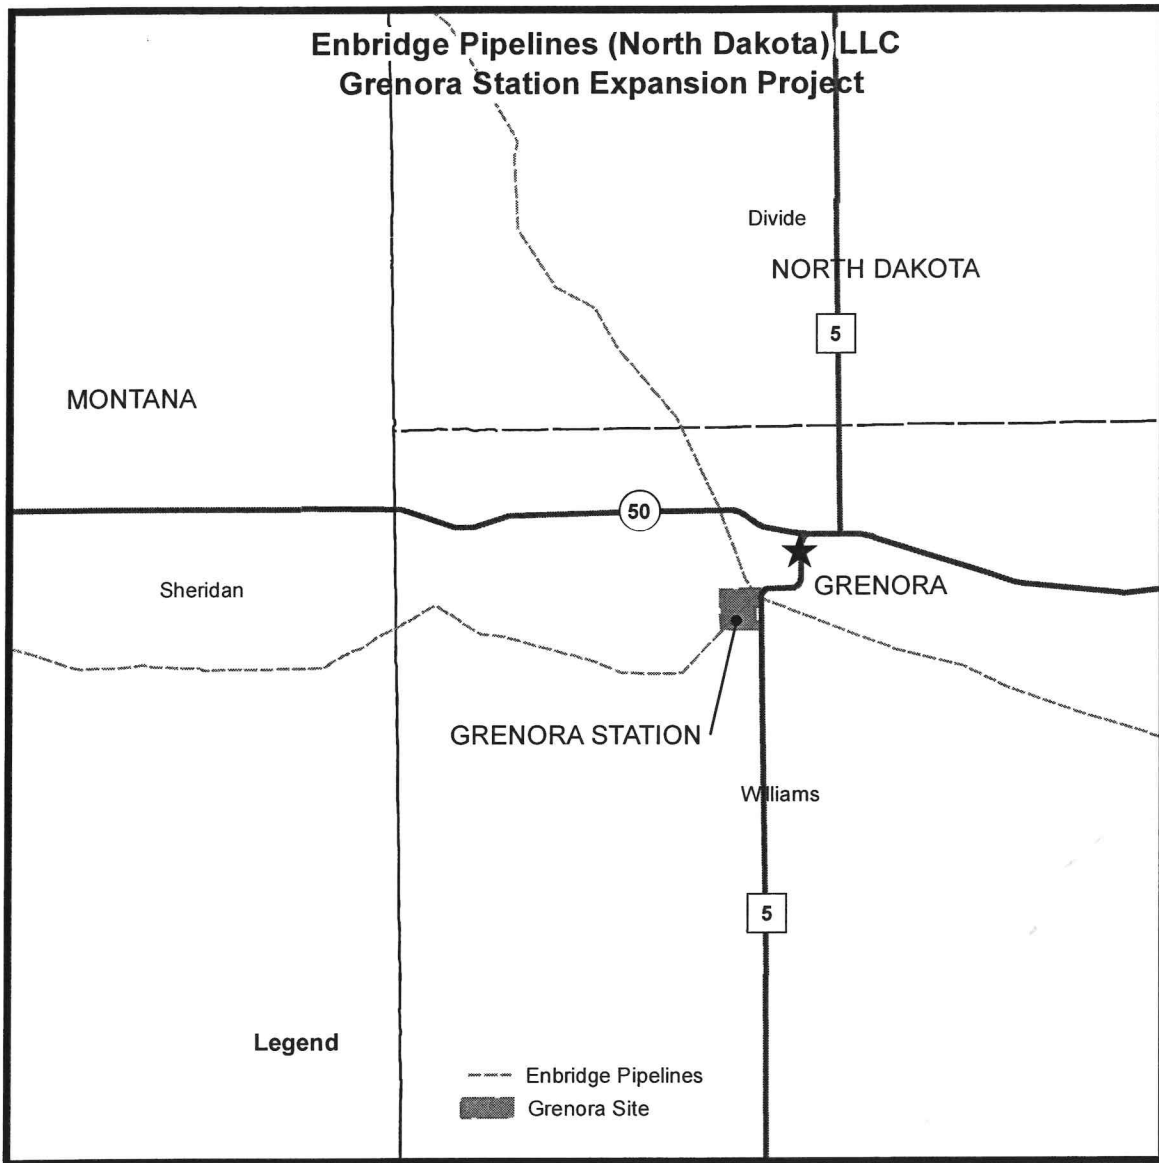 Enbridge Pipelines (North Dakota) LLC
Grenora Station Expansion Project
Divide
NORTH DAKOTA
5
MONTANA
50
Sheridan
GRENORA
GRENORA STATION
Williams
5
Legend
Enbridge Pipelines
Grenora Site